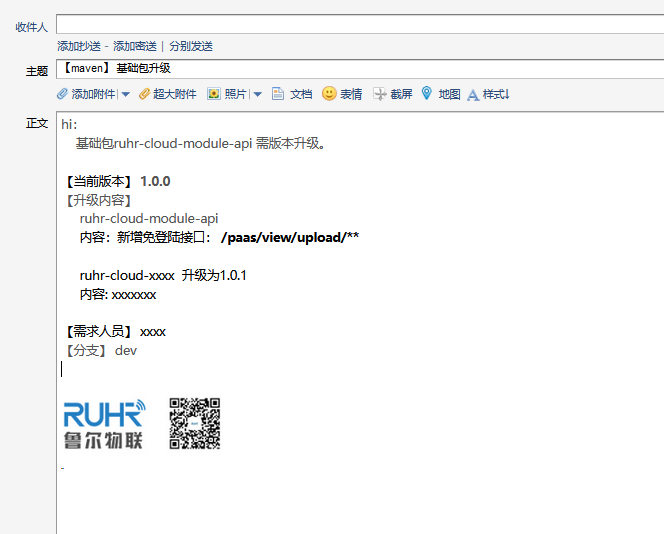 收件人
添加抄送 - 添加密送 | 分别发送
主题 【maven】基础包升级
添加附件 | 超大附件 照片 | 文档 表情 截屏 地图 样式↓
正文 hi:
基础包ruhr-cloud-module-api 需版本升级。
【当前版本】 1.0.0
【升级内容】
ruhr-cloud-module-api
内容：新增免登陆接口： /paas/view/upload/**
ruhr-cloud-xxxx 升级为1.0.1
内容: xxxxxxx
【需求人员】 xxxx
【分支】 dev
RUHR
鲁尔物联